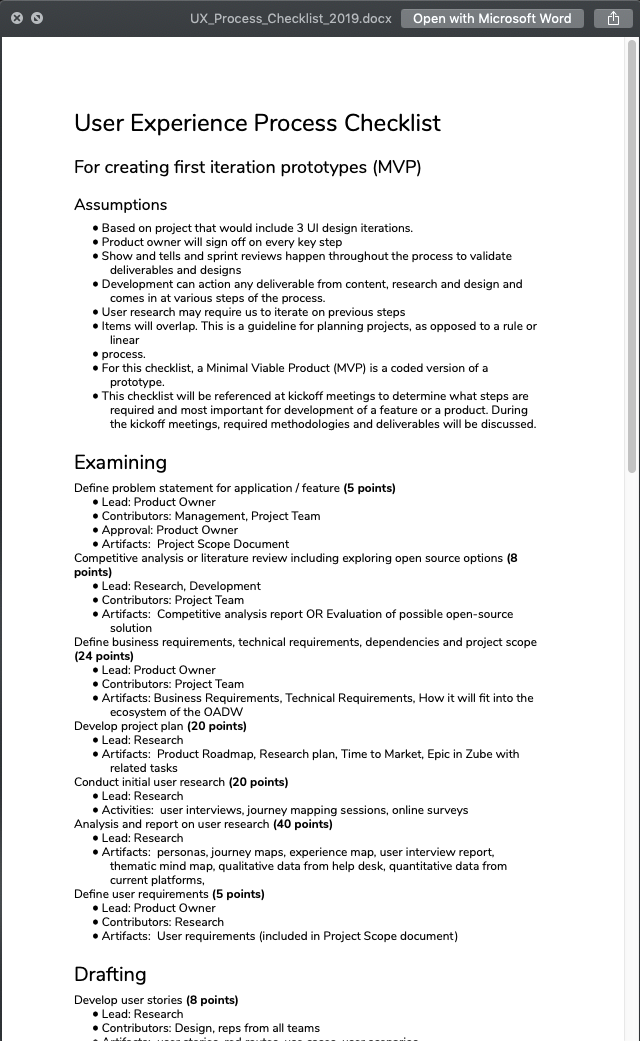 UX_Process_Checklist_2019.docx
Open with Microsoft Word
User Experience Process Checklist
For creating first iteration prototypes (MVP)
Assumptions
• Based on project that would include 3 UI design iterations.
• Product owner will sign off on every key step
• Show and tells and sprint reviews happen throughout the process to validate
deliverables and designs
• Development can action any deliverable from content, research and design and
comes in at various steps of the process.
• User research may require us to iterate on previous steps
• Items will overlap. This is a guideline for planning projects, as opposed to a rule or
linear
• process.
• For this checklist, a Minimal Viable Product (MVP) is a coded version of a
prototype.
• This checklist will be referenced at kickoff meetings to determine what steps are
required and most important for development of a feature or a product. During
the kickoff meetings, required methodologies and deliverables will be discussed.
Examining
Define problem statement for application / feature (5 points)
• Lead: Product Owner
• Contributors: Management, Project Team
• Approval: Product Owner
• Artifacts:  Project Scope Document
Competitive analysis or literature review including exploring open source options (8
points)
• Lead: Research, Development
• Contributors: Project Team
• Artifacts:  Competitive analysis report OR Evaluation of possible open-source
solution
Define business requirements, technical requirements, dependencies and project scope
(24 points)
• Lead: Product Owner
• Contributors: Project Team
• Artifacts: Business Requirements, Technical Requirements, How it will fit into the
ecosystem of the OADW
Develop project plan (20 points)
• Lead: Research
• Artifacts:  Product Roadmap, Research plan, Time to Market, Epic in Zube with
related tasks
Conduct initial user research (20 points)
• Lead: Research
• Activities:  user interviews, journey mapping sessions, online surveys
Analysis and report on user research (40 points)
• Lead: Research
• Artifacts:  personas, journey maps, experience map, user interview report,
thematic mind map, qualitative data from help desk, quantitative data from
current platforms,
Define user requirements (5 points)
• Lead: Product Owner
• Contributors: Research
• Artifacts:  User requirements (included in Project Scope document)
Drafting
Develop user stories (8 points)
• Lead: Research
• Contributors: Design, reps from all teams